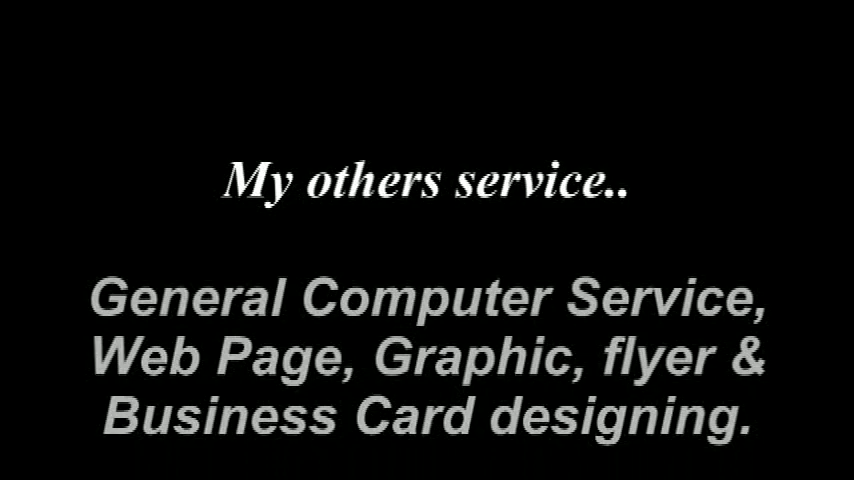 My others service..
General Computer Service,
Web Page, Graphic, flyer &
Business Card designing.